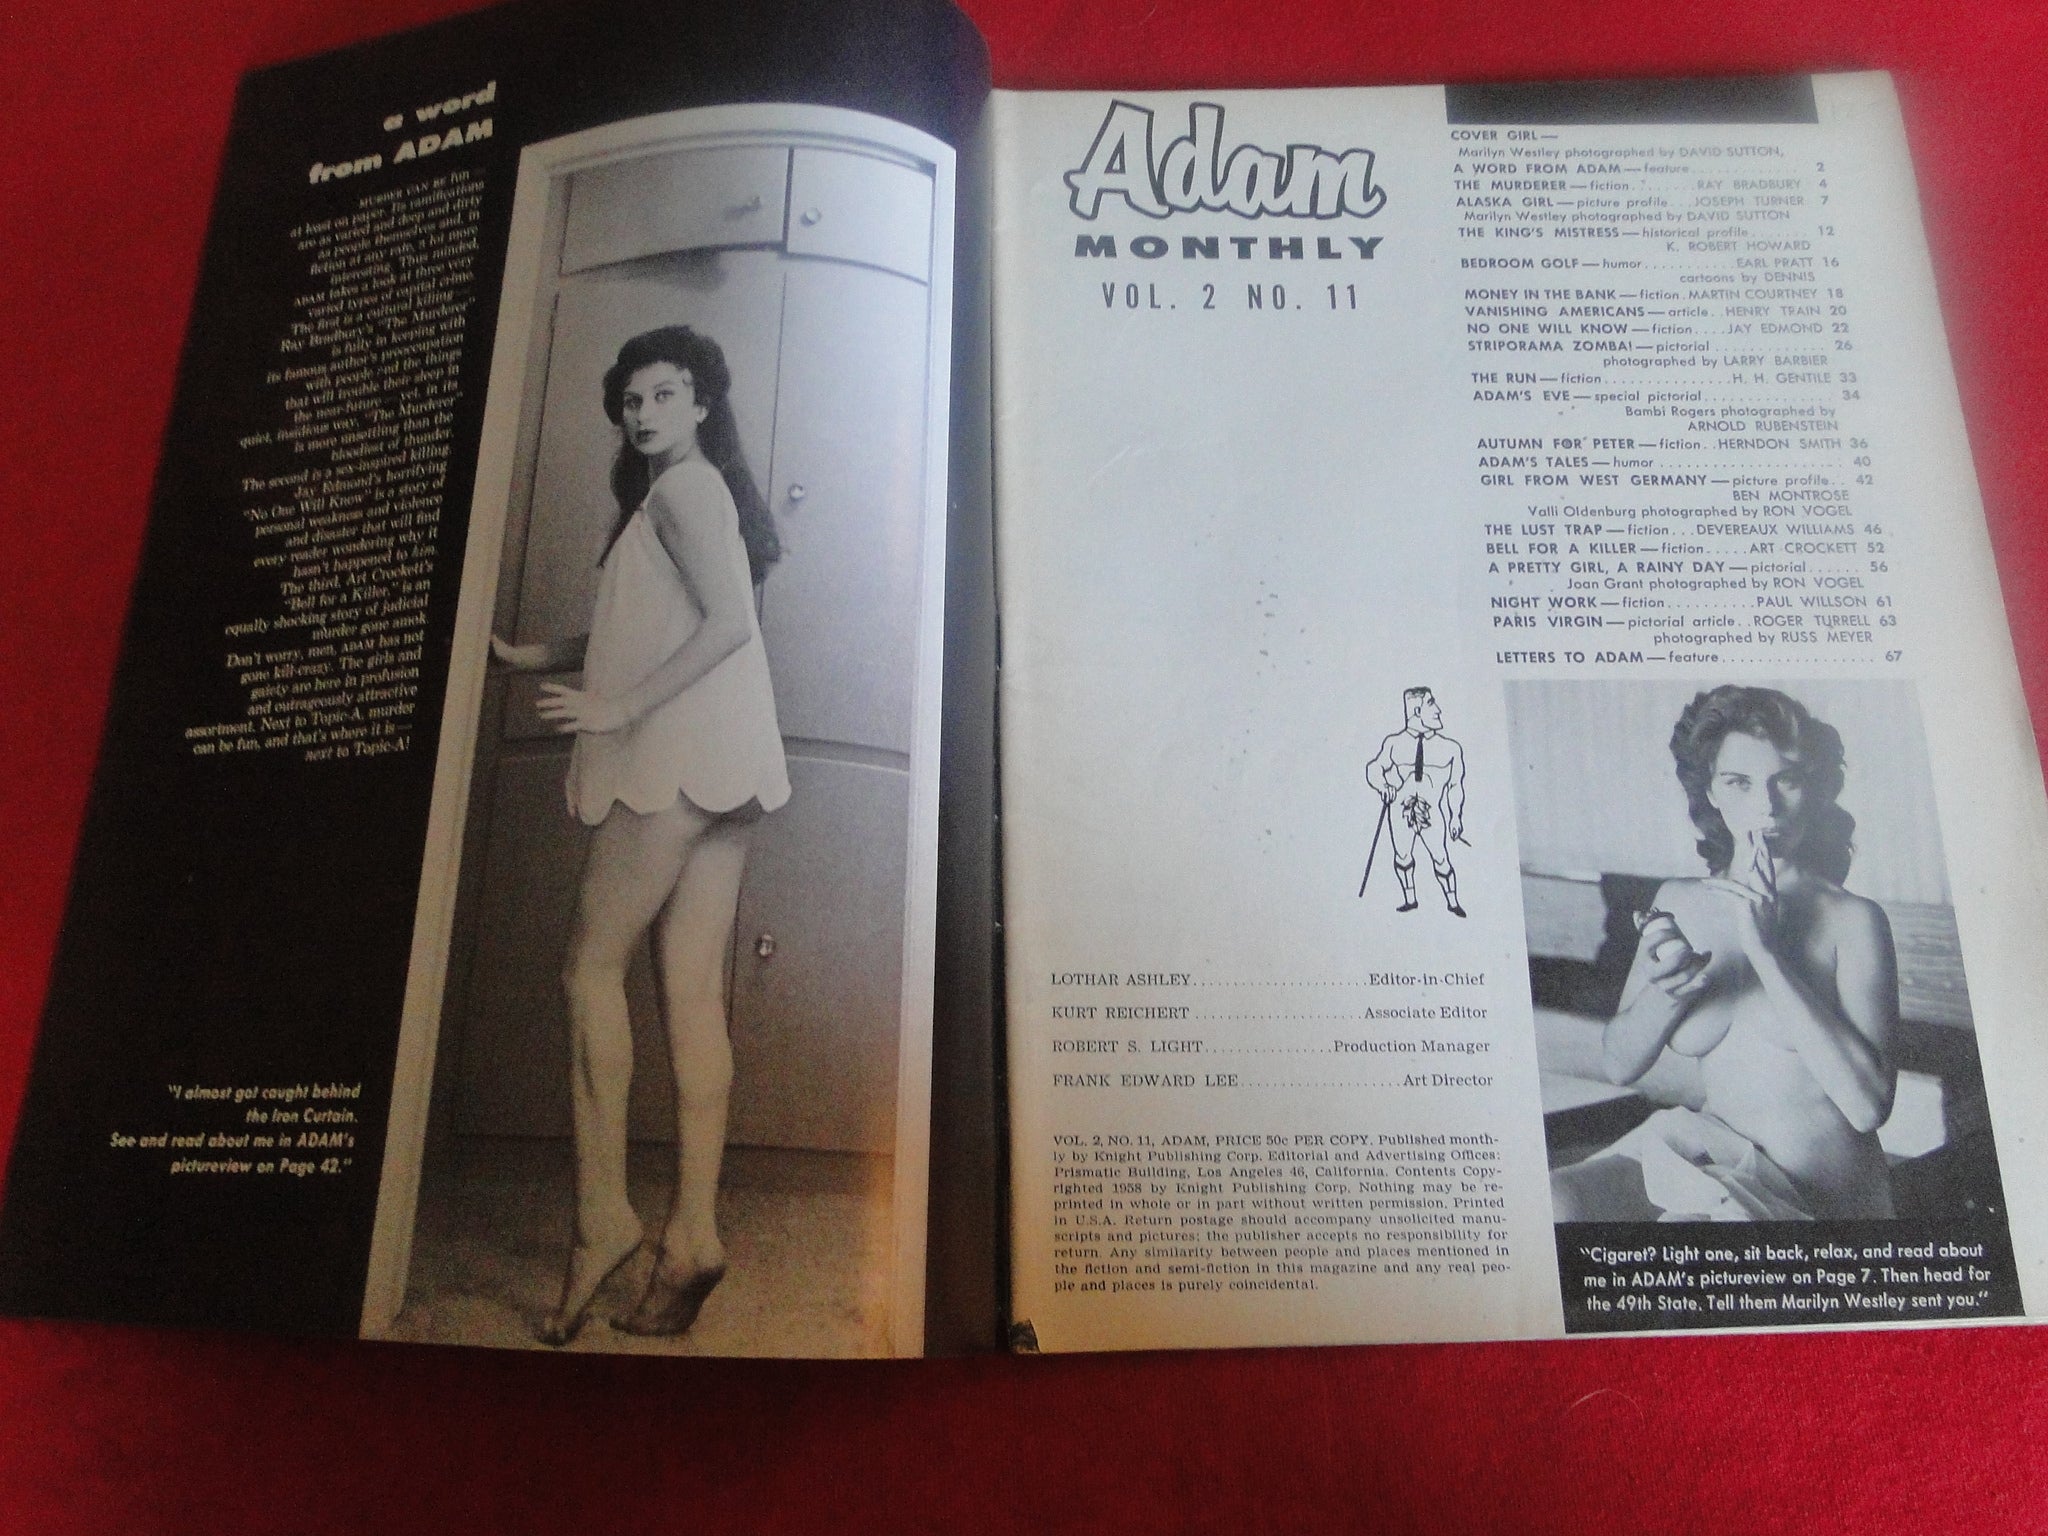 a word
from ADAM
MURDER CAN BE fun —
at least on paper. Its ramifications
are as varied and deep and dirty
as people themselves and, in
fiction at any rate, a lot more
interesting. Thus minded,
ADAM takes a look at three very
varied types of capital crime.
The first is a cultural killing —
Ray Bradbury's "The Murderer"
is fully in keeping with
its famous author's preoccupation
with people and the things
that will trouble their sleep in
the near-future — yet, in its
quiet, insidious way, "The Murderer"
is more unsettling than the
bloodiest of thunder.
The second is a sex-inspired killing.
Jay Edmond's horrifying
"No One Will Know" is a story of
personal weakness and violence
and disaster that will find
every reader wondering why it
hasn't happened to him.
The third, Art Crockett's
"Bell for a Killer," is an
equally shocking story of judicial
murder gone amok.
Don't worry, men, ADAM has not
gone kill-crazy. The girls and
gaiety are here in profusion
and outrageously attractive
assortment. Next to Topic-A, murder
can be fun, and that's where it is —
next to Topic-A!
"I almost got caught behind
the Iron Curtain.
See and read about me in ADAM's
pictureview on Page 42."
Adam
MONTHLY
VOL. 2 NO. 11
COVER GIRL—
Marilyn Westley photographed by DAVID SUTTON,
A WORD FROM ADAM—feature............ 2
THE MURDERER—fiction........RAY BRADBURY 4
ALASKA GIRL—picture profile...JOSEPH TURNER 7
Marilyn Westley photographed by DAVID SUTTON
THE KING'S MISTRESS—historical profile....... 12
K. ROBERT HOWARD
BEDROOM GOLF—humor...........EARL PRATT 16
cartoons by DENNIS
MONEY IN THE BANK—fiction.MARTIN COURTNEY 18
VANISHING AMERICANS—article..HENRY TRAIN 20
NO ONE WILL KNOW—fiction....JAY EDMOND 22
STRIPORAMA ZOMBA!—pictorial............. 26
photographed by LARRY BARBIER
THE RUN—fiction...............H. H. GENTILE 33
ADAM'S EVE—special pictorial............... 34
Bambi Rogers photographed by
ARNOLD RUBENSTEIN
AUTUMN FOR PETER—fiction..HERNDON SMITH 36
ADAM'S TALES—humor..................... 40
GIRL FROM WEST GERMANY—picture profile.. 42
BEN MONTROSE
Valli Oldenburg photographed by RON VOGEL
THE LUST TRAP—fiction...DEVEREAUX WILLIAMS 46
BELL FOR A KILLER—fiction.....ART CROCKETT 52
A PRETTY GIRL, A RAINY DAY—pictorial...... 56
Joan Grant photographed by RON VOGEL
NIGHT WORK—fiction..........PAUL WILLSON 61
PARIS VIRGIN—pictorial article..ROGER TURRELL 63
photographed by RUSS MEYER
LETTERS TO ADAM—feature................. 67
LOTHAR ASHLEY......................Editor-in-Chief
KURT REICHERT.....................Associate Editor
ROBERT S. LIGHT................Production Manager
FRANK EDWARD LEE....................Art Director
VOL. 2, NO. 11, ADAM, PRICE 50c PER COPY. Published month-
ly by Knight Publishing Corp. Editorial and Advertising Offices:
Prismatic Building, Los Angeles 46, California. Contents Copy-
righted 1958 by Knight Publishing Corp. Nothing may be re-
printed in whole or in part without written permission. Printed
in U.S.A. Return postage should accompany unsolicited manu-
scripts and pictures; the publisher accepts no responsibility for
return. Any similarity between people and places mentioned in
the fiction and semi-fiction in this magazine and any real peo-
ple and places is purely coincidental.
"Cigaret? Light one, sit back, relax, and read about
me in ADAM's pictureview on Page 7. Then head for
the 49th State. Tell them Marilyn Westley sent you."